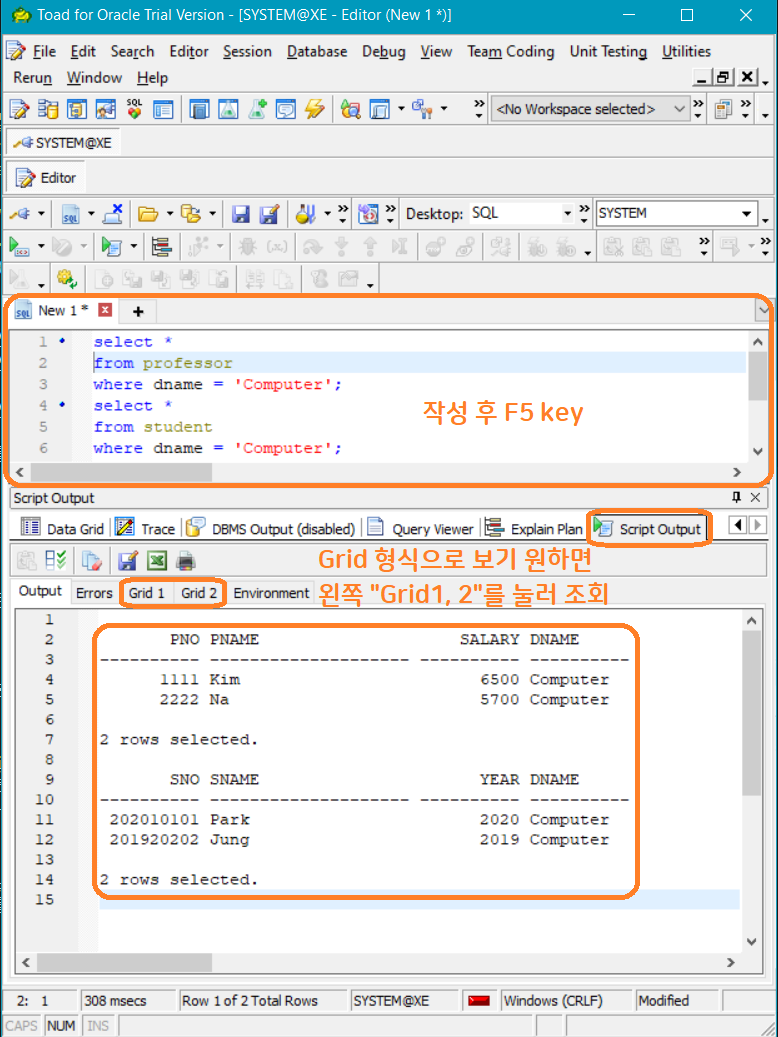 Toad for Oracle Trial Version - [SYSTEM@XE - Editor (New 1 *)]
File Edit Search Editor Session Database Debug View Team Coding Unit Testing Utilities
Rerun Window Help
SQL <No Workspace selected>
SYSTEM@XE
Editor
SQL Desktop: SQL SYSTEM
SQL New 1 *
1 select *
2 from professor
3 where dname = 'Computer';
4 select *
5 from student
6 where dname = 'Computer';
작성 후 F5 key
Script Output
Data Grid Trace DBMS Output (disabled) Query Viewer Explain Plan Script Output
Grid 형식으로 보기 원하면
왼쪽 "Grid1, 2"를 눌러 조회
Output Errors Grid 1 Grid 2 Environment
1
2 PNO PNAME SALARY DNAME
3 ---------- -------------------- ---------- ----------
4 1111 Kim 6500 Computer
5 2222 Na 5700 Computer
6
7 2 rows selected.
8
9 SNO SNAME YEAR DNAME
10 ---------- -------------------- ---------- ----------
11 202010101 Park 2020 Computer
12 201920202 Jung 2019 Computer
13
14 2 rows selected.
15
2: 1 308 msecs Row 1 of 2 Total Rows SYSTEM@XE Windows (CRLF) Modified
CAPS NUM INS